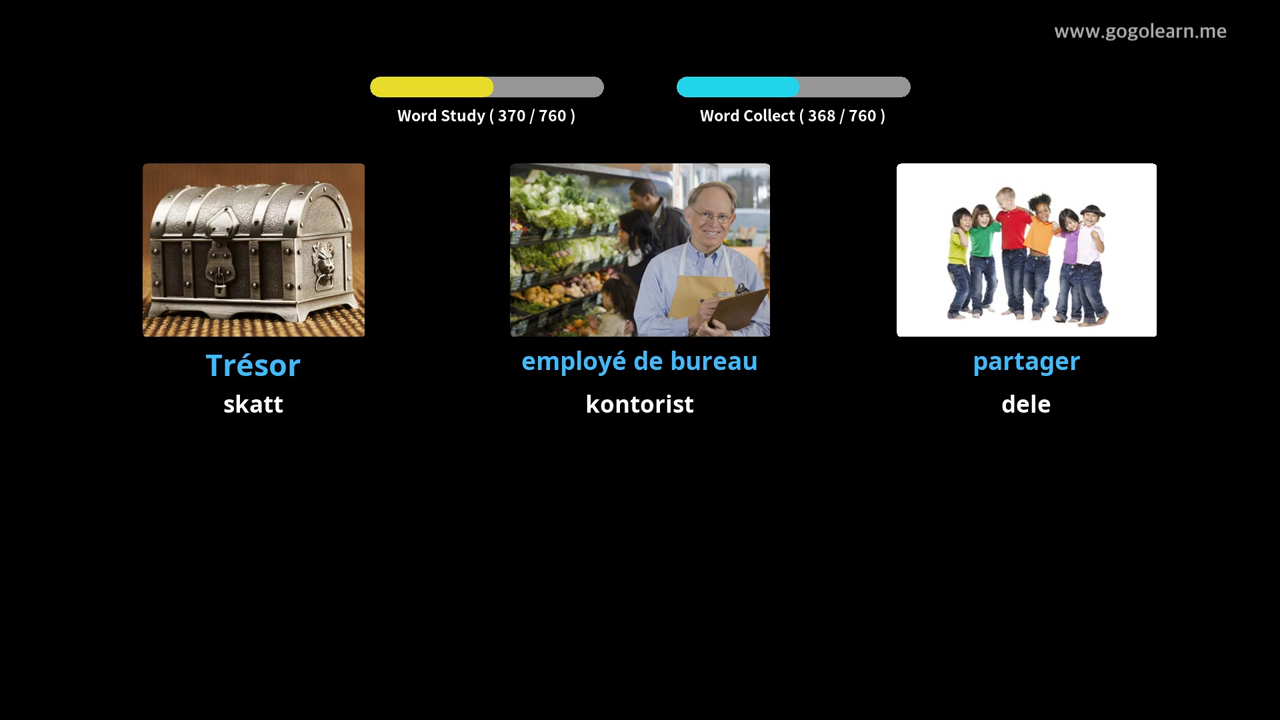 www.gogolearn.me
Word Study ( 370 / 760 )
Word Collect ( 368 / 760 )
Trésor
employé de bureau
partager
skatt
kontorist
dele